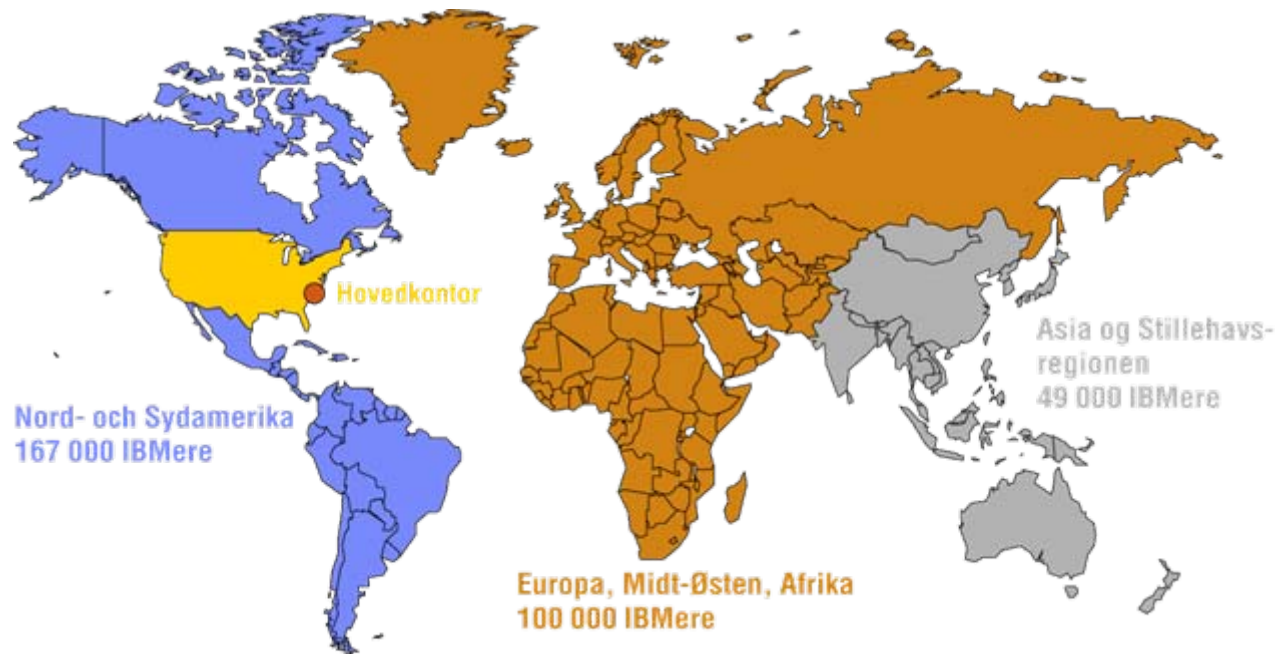 Hovedkontor
Asia og Stillehavs-
regionen
49 000 IBMere
Nord- och Sydamerika
167 000 IBMere
Europa, Midt-Østen, Afrika
100 000 IBMere